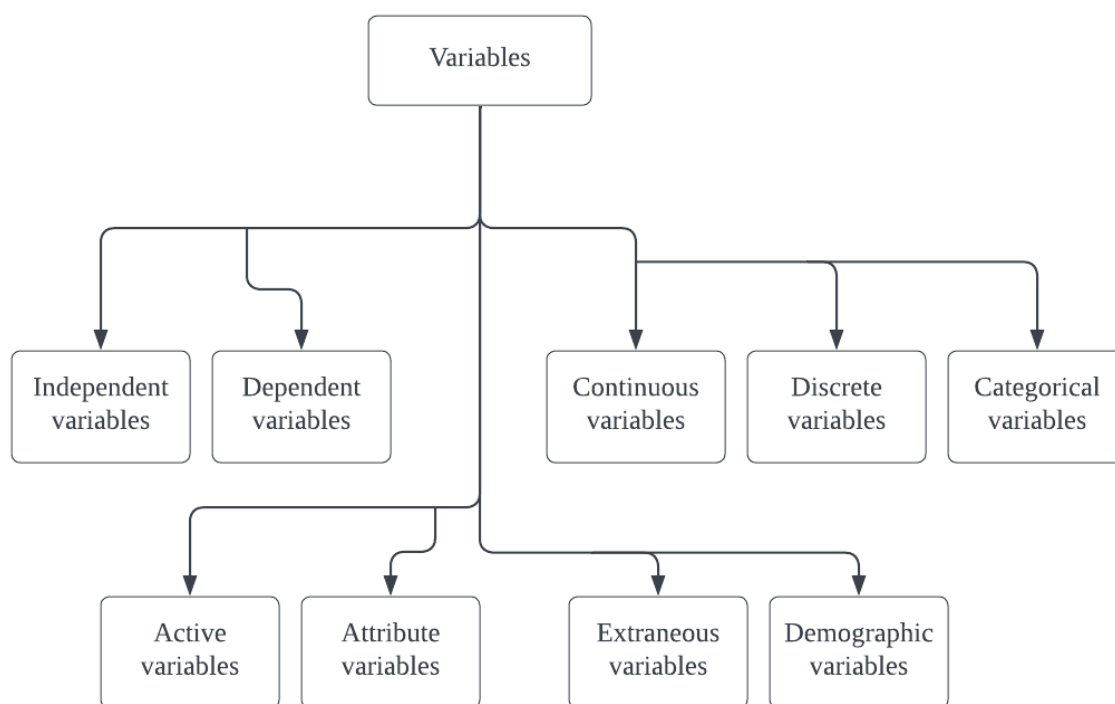 Variables
Independent
variables
Dependent
variables
Continuous
variables
Discrete
variables
Categorical
variables
Active
variables
Attribute
variables
Extraneous
variables
Demographic
variables